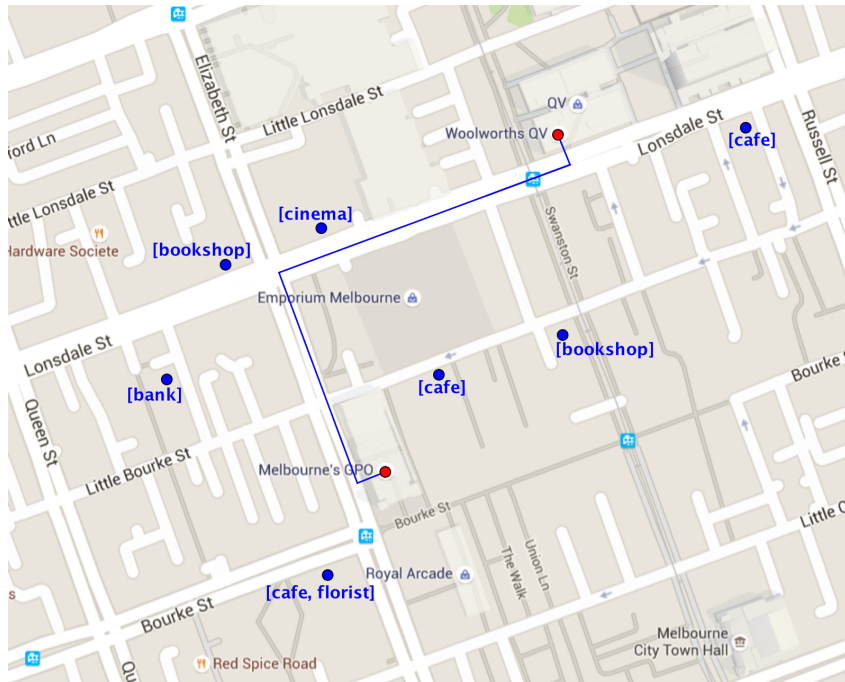 Elizabeth St
Little Lonsdale St
QV
Woolworths QV
Lonsdale St
[cafe]
Russell St
ford Ln
ttle Lonsdale St
Hardware Societe
[cinema]
[bookshop]
Swanston St
Emporium Melbourne
Lonsdale St
[bookshop]
[bank]
[cafe]
Bourke S
Queen St
Little Bourke St
Melbourne's GPO
Bourke St
Little C
Royal Arcade
The Walk
Union Ln
[cafe, florist]
s
Bourke St
Melbourne
City Town Hall
Red Spice Road
Qu